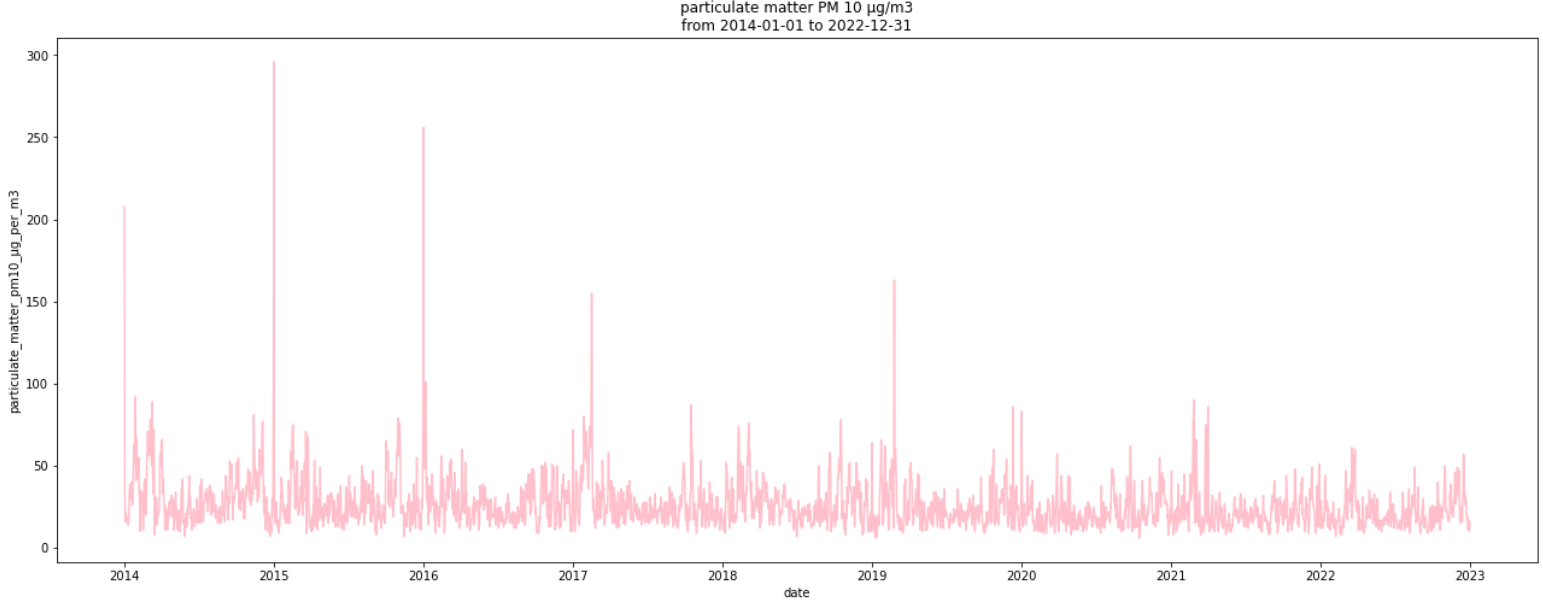 particulate matter PM 10 µg/m3
from 2014-01-01 to 2022-12-31
particulate_matter_pm10_µg_per_m3
300
250
200
150
100
50
0
2014 2015 2016 2017 2018 2019 2020 2021 2022 2023
date